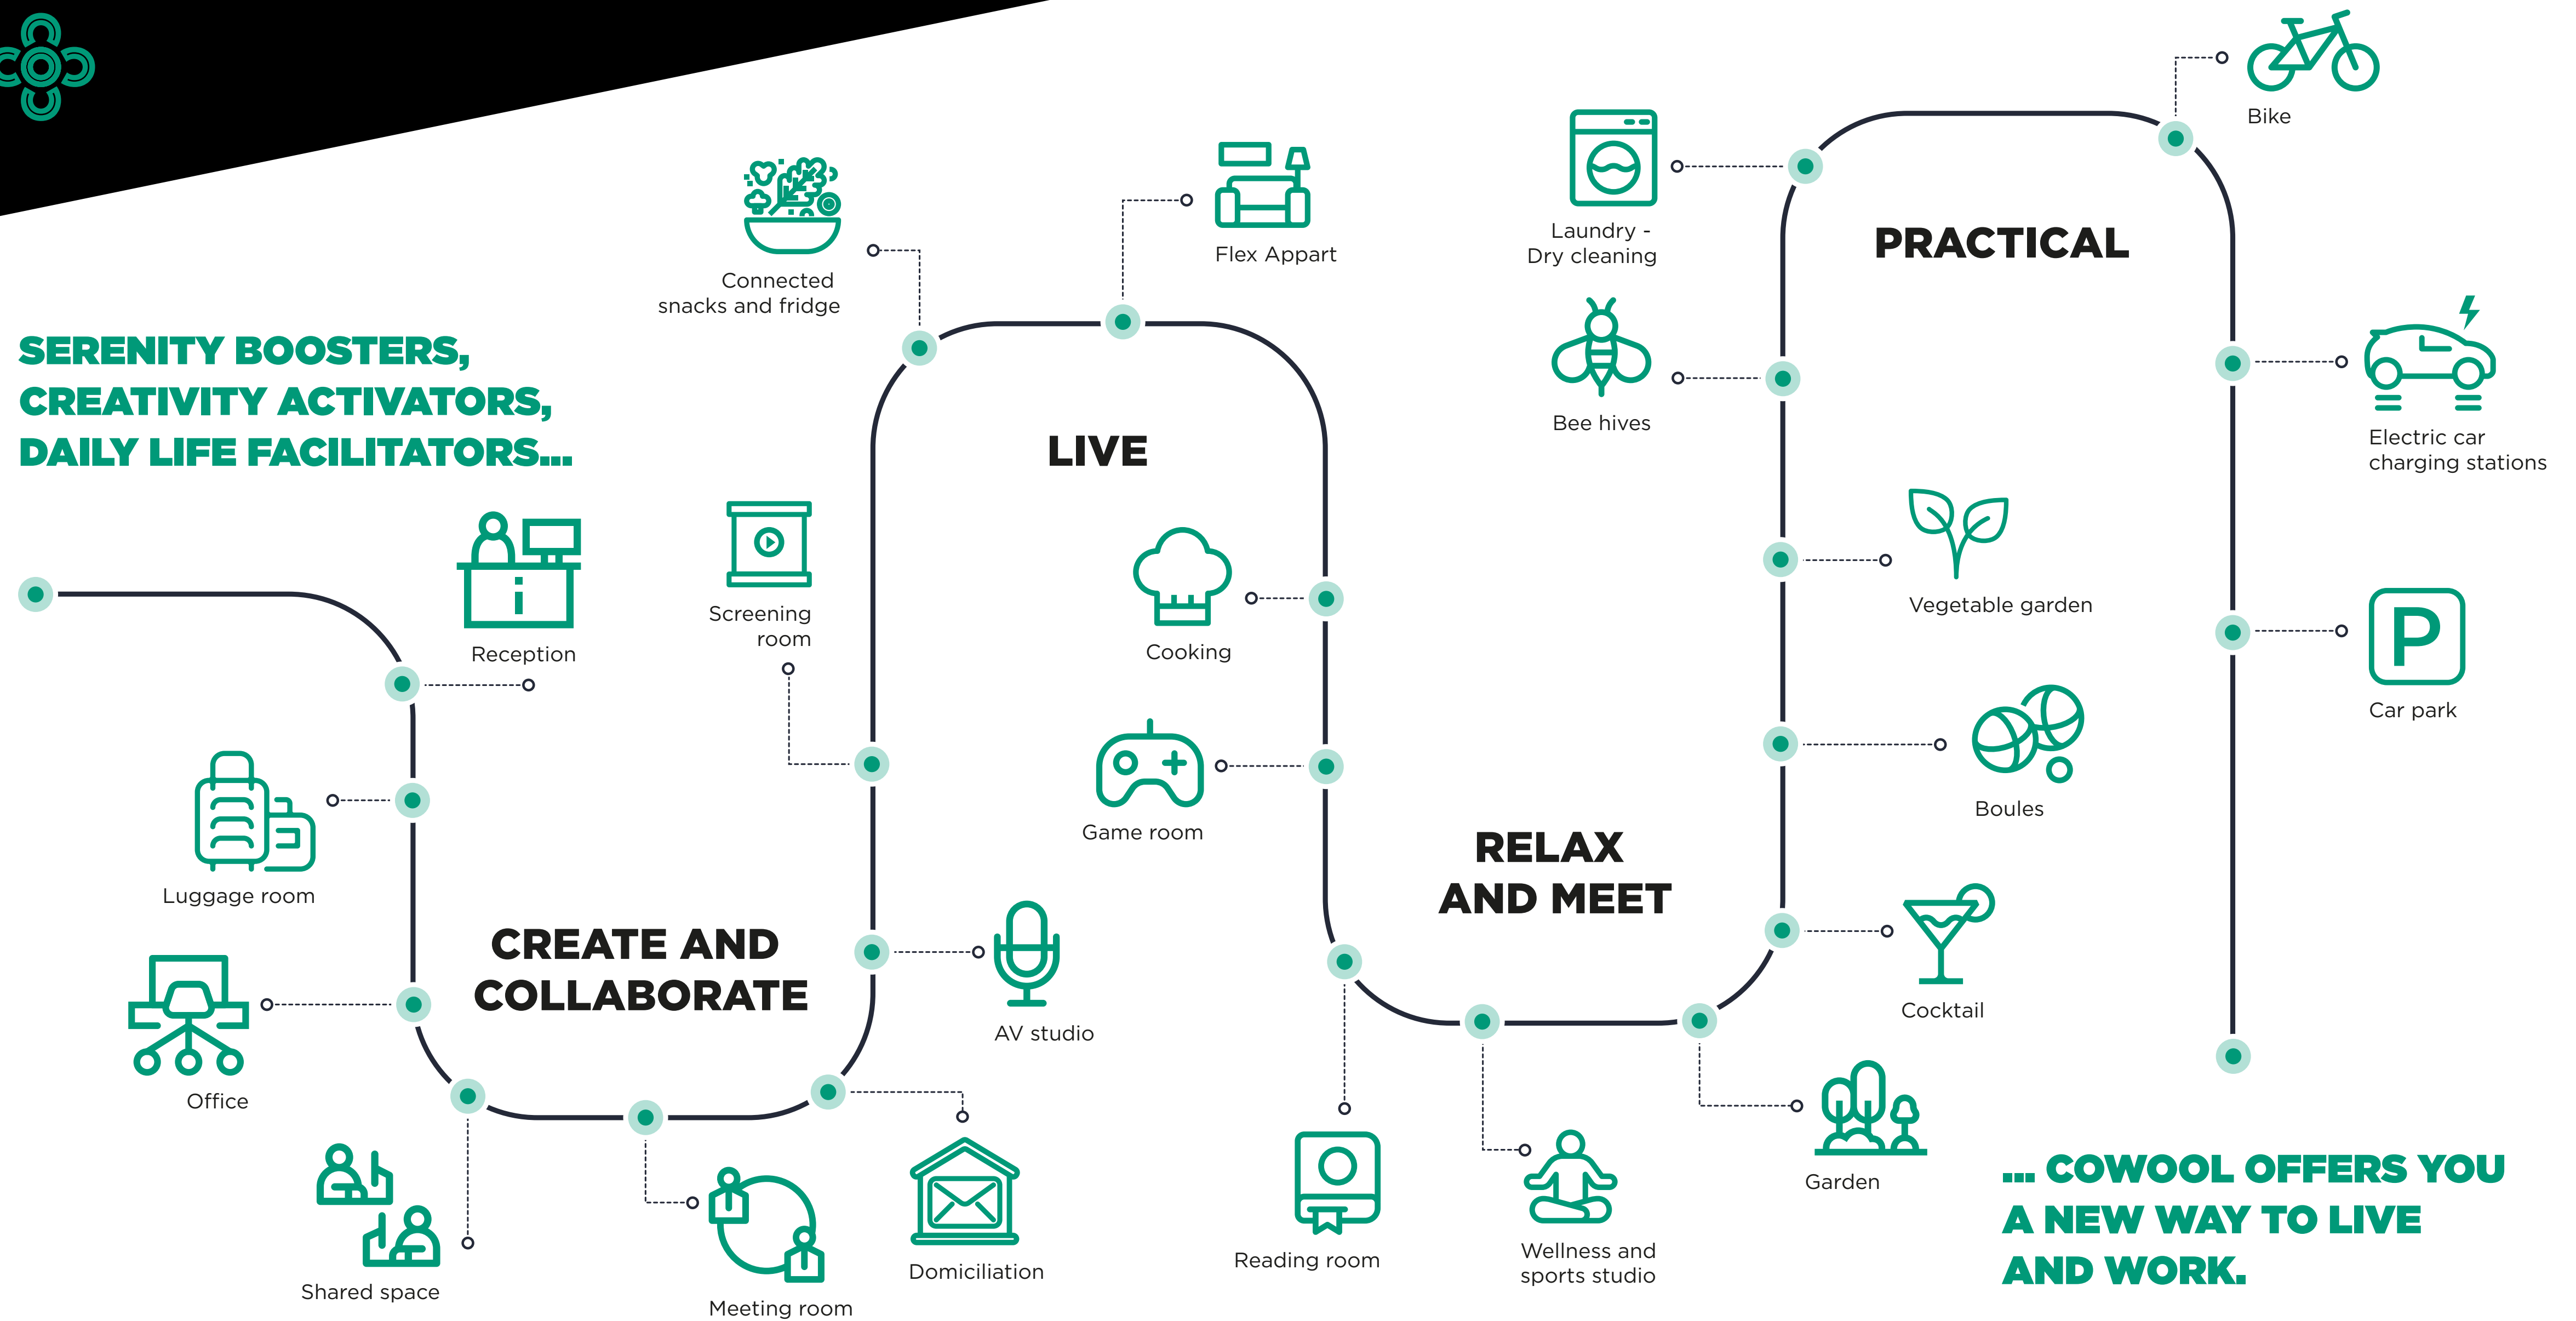 SERENITY BOOSTERS,
CREATIVITY ACTIVATORS,
DAILY LIFE FACILITATORS...
Reception
Luggage room
Office
Shared space
CREATE AND
COLLABORATE
Meeting room
Domiciliation
AV studio
Screening
room
Connected
snacks and fridge
Flex Appart
LIVE
Cooking
Game room
Reading room
RELAX
AND MEET
Wellness and
sports studio
Garden
Cocktail
Boules
Vegetable garden
Bee hives
Laundry -
Dry cleaning
PRACTICAL
Bike
Electric car
charging stations
P
Car park
... COWOOL OFFERS YOU
A NEW WAY TO LIVE
AND WORK.